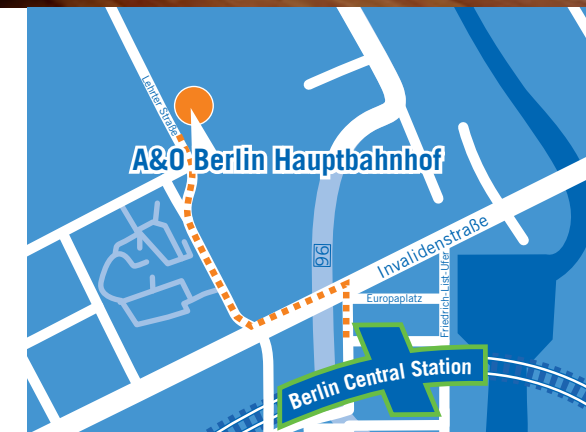 Lehrter Straße
A&O Berlin Hauptbahnhof
Invalidenstraße
96
Friedrich-List-Ufer
Europaplatz
Berlin Central Station